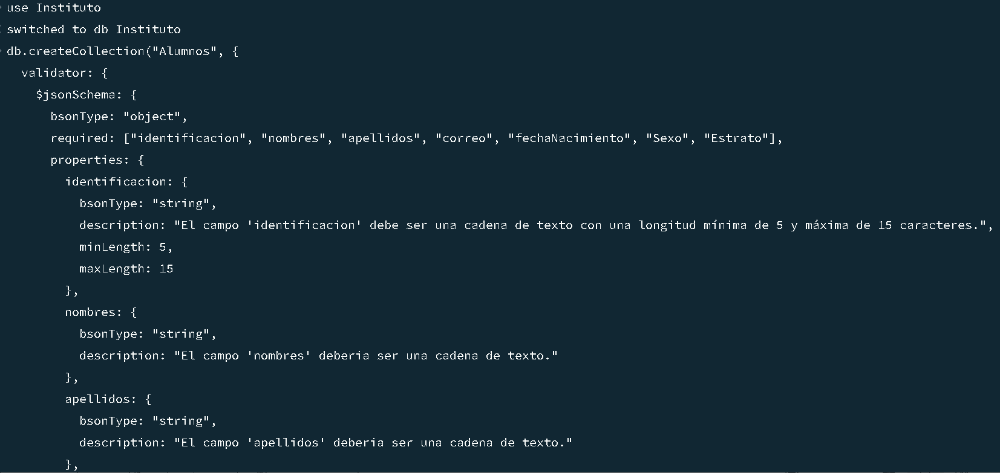 use Instituto
switched to db Instituto
db.createCollection("Alumnos", {
  validator: {
    $jsonSchema: {
      bsonType: "object",
      required: ["identificacion", "nombres", "apellidos", "correo", "fechaNacimiento", "Sexo", "Estrato"],
      properties: {
        identificacion: {
          bsonType: "string",
          description: "El campo 'identificacion' debe ser una cadena de texto con una longitud mínima de 5 y máxima de 15 caracteres.",
          minLength: 5,
          maxLength: 15
        },
        nombres: {
          bsonType: "string",
          description: "El campo 'nombres' deberia ser una cadena de texto."
        },
        apellidos: {
          bsonType: "string",
          description: "El campo 'apellidos' deberia ser una cadena de texto."
        },